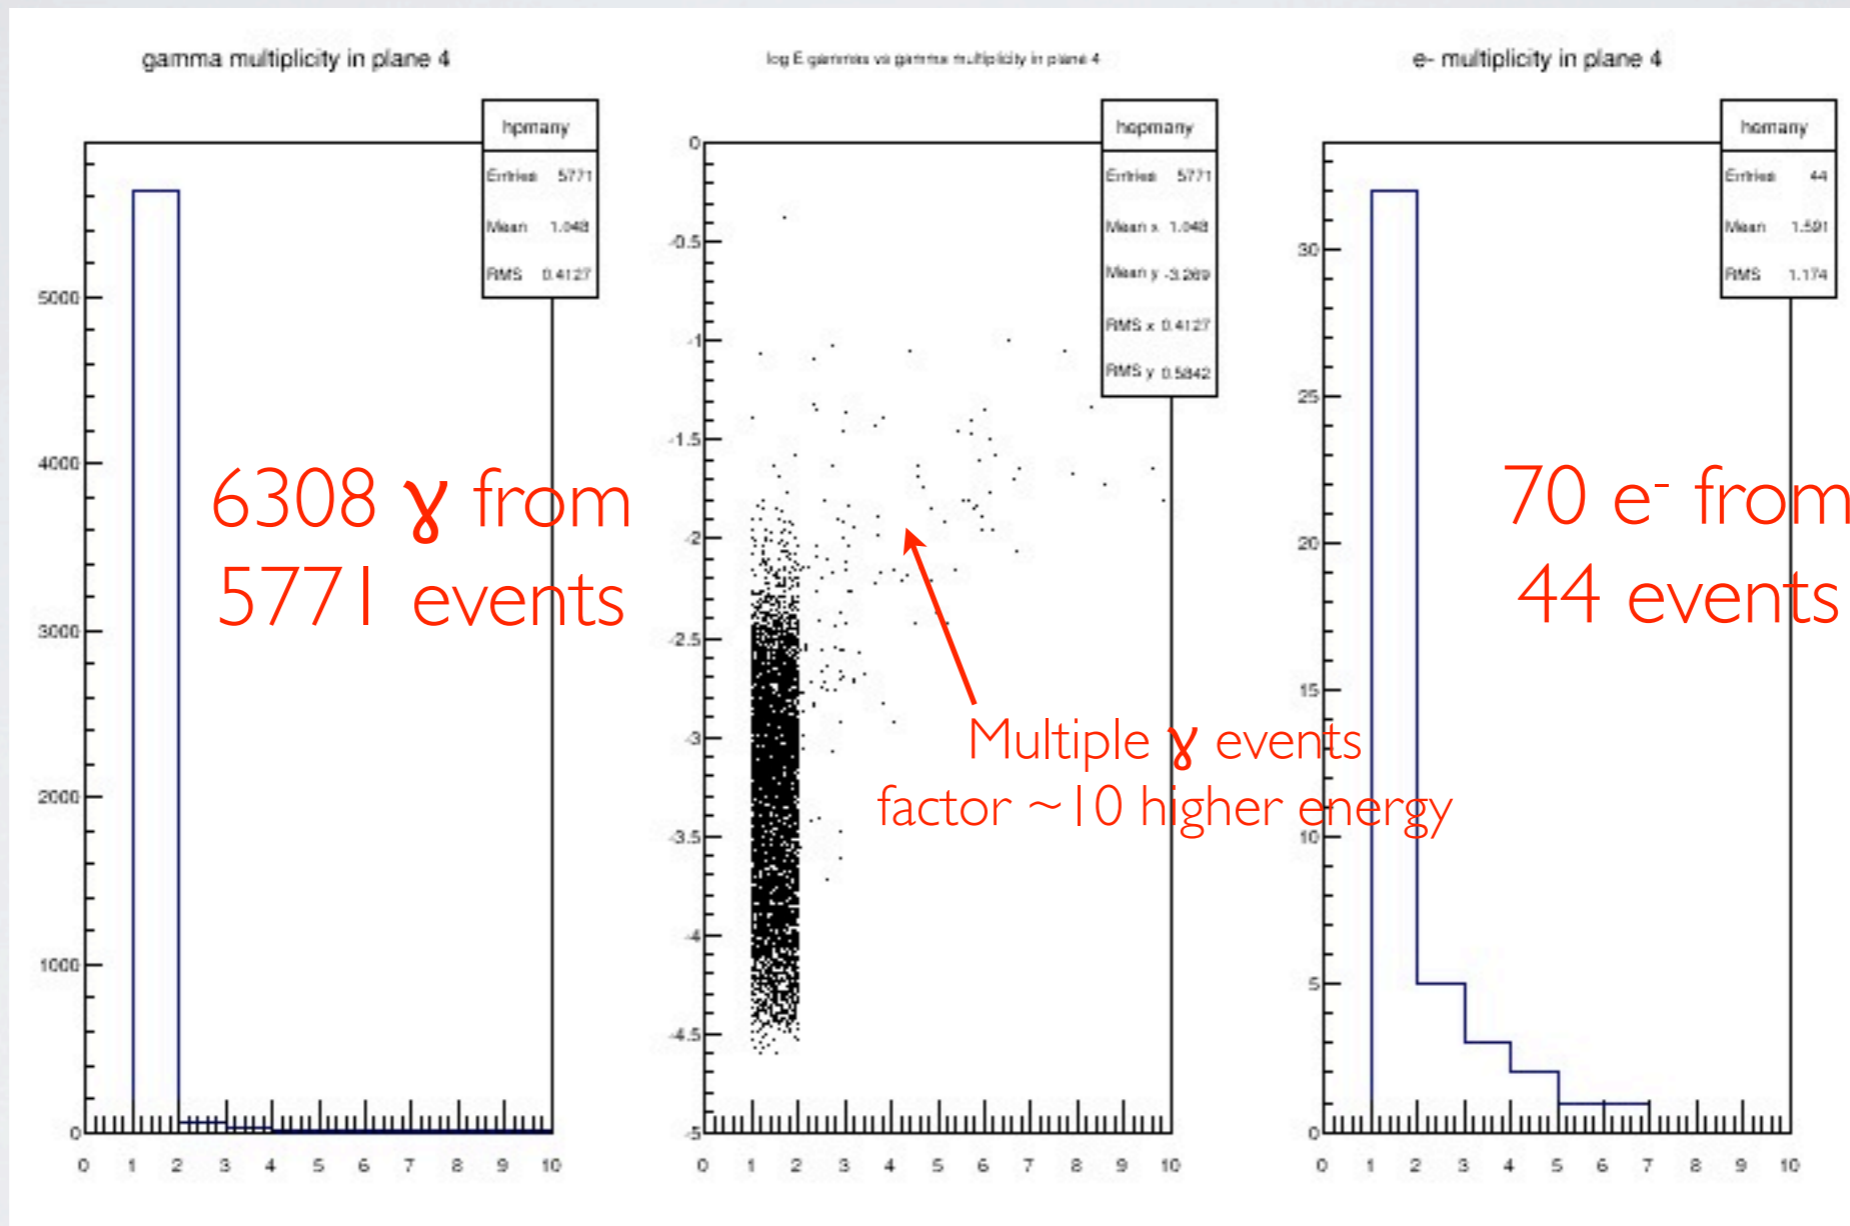 gamma multiplicity in plane 4
hpmany
Entries 5771
Mean 1.048
RMS 0.4127
5000
4000
3000
2000
1000
0
0 1 2 3 4 5 6 7 8 9 10
6308 γ from
5771 events
log E gammas vs gamma multiplicity in plane 4
hepmany
Entries 5771
Mean x 1.048
Mean y -3.269
RMS x 0.4127
RMS y 0.5842
0
-0.5
-1
-1.5
-2
-2.5
-3
-3.5
-4
-4.5
-5
0 1 2 3 4 5 6 7 8 9 10
Multiple γ events
factor ~10 higher energy
e- multiplicity in plane 4
hemany
Entries 44
Mean 1.591
RMS 1.174
30
25
20
15
10
5
0
0 1 2 3 4 5 6 7 8 9 10
70 e⁻ from
44 events